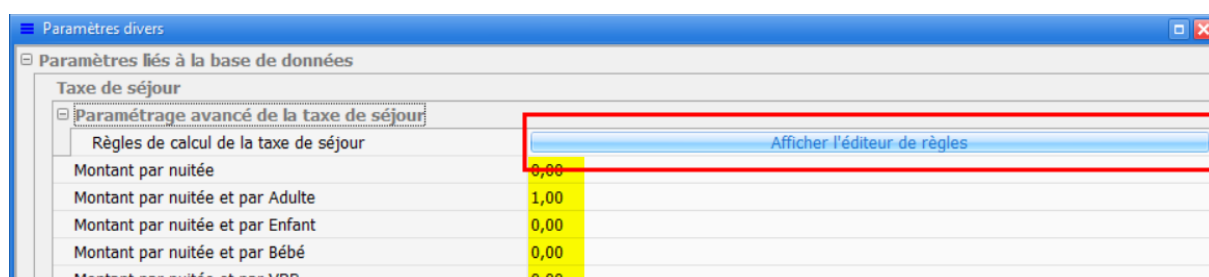 Paramètres divers
Paramètres liés à la base de données
Taxe de séjour
Paramétrage avancé de la taxe de séjour
Règles de calcul de la taxe de séjour Afficher l'éditeur de règles
Montant par nuitée 0,00
Montant par nuitée et par Adulte 1,00
Montant par nuitée et par Enfant 0,00
Montant par nuitée et par Bébé 0,00